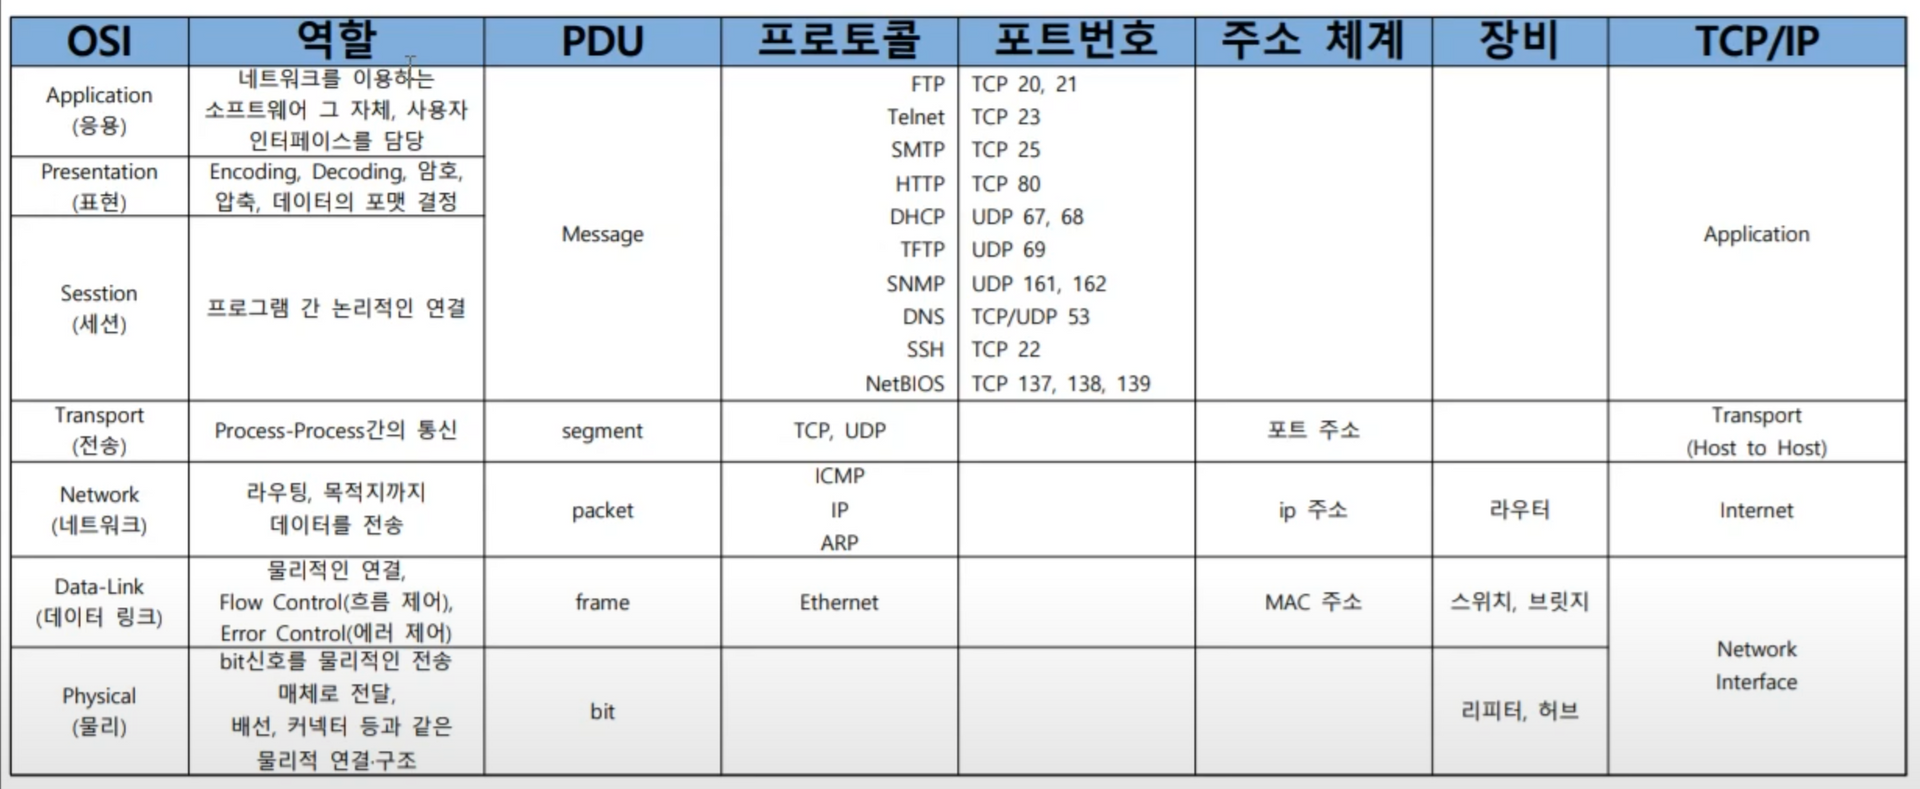 OSI 역할 PDU 프로토콜 포트번호 주소 체계 장비 TCP/IP
Application
(응용)
네트워크를 이용하는
소프트웨어 그 자체, 사용자
인터페이스를 담당
Presentation
(표현)
Encoding, Decoding, 암호,
압축, 데이터의 포맷 결정
Sesstion
(세션)
프로그램 간 논리적인 연결
Message
FTP TCP 20, 21
Telnet TCP 23
SMTP TCP 25
HTTP TCP 80
DHCP UDP 67, 68
TFTP UDP 69
SNMP UDP 161, 162
DNS TCP/UDP 53
SSH TCP 22
NetBIOS TCP 137, 138, 139
Application
Transport
(전송)
Process-Process간의 통신
segment
TCP, UDP
포트 주소
Transport
(Host to Host)
Network
(네트워크)
라우팅, 목적지까지
데이터를 전송
packet
ICMP
IP
ARP
ip 주소
라우터
Internet
Data-Link
(데이터 링크)
물리적인 연결,
Flow Control(흐름 제어),
Error Control(에러 제어)
frame
Ethernet
MAC 주소
스위치, 브릿지
Physical
(물리)
bit신호를 물리적인 전송
매체로 전달,
배선, 커넥터 등과 같은
물리적 연결·구조
bit
리피터, 허브
Network
Interface